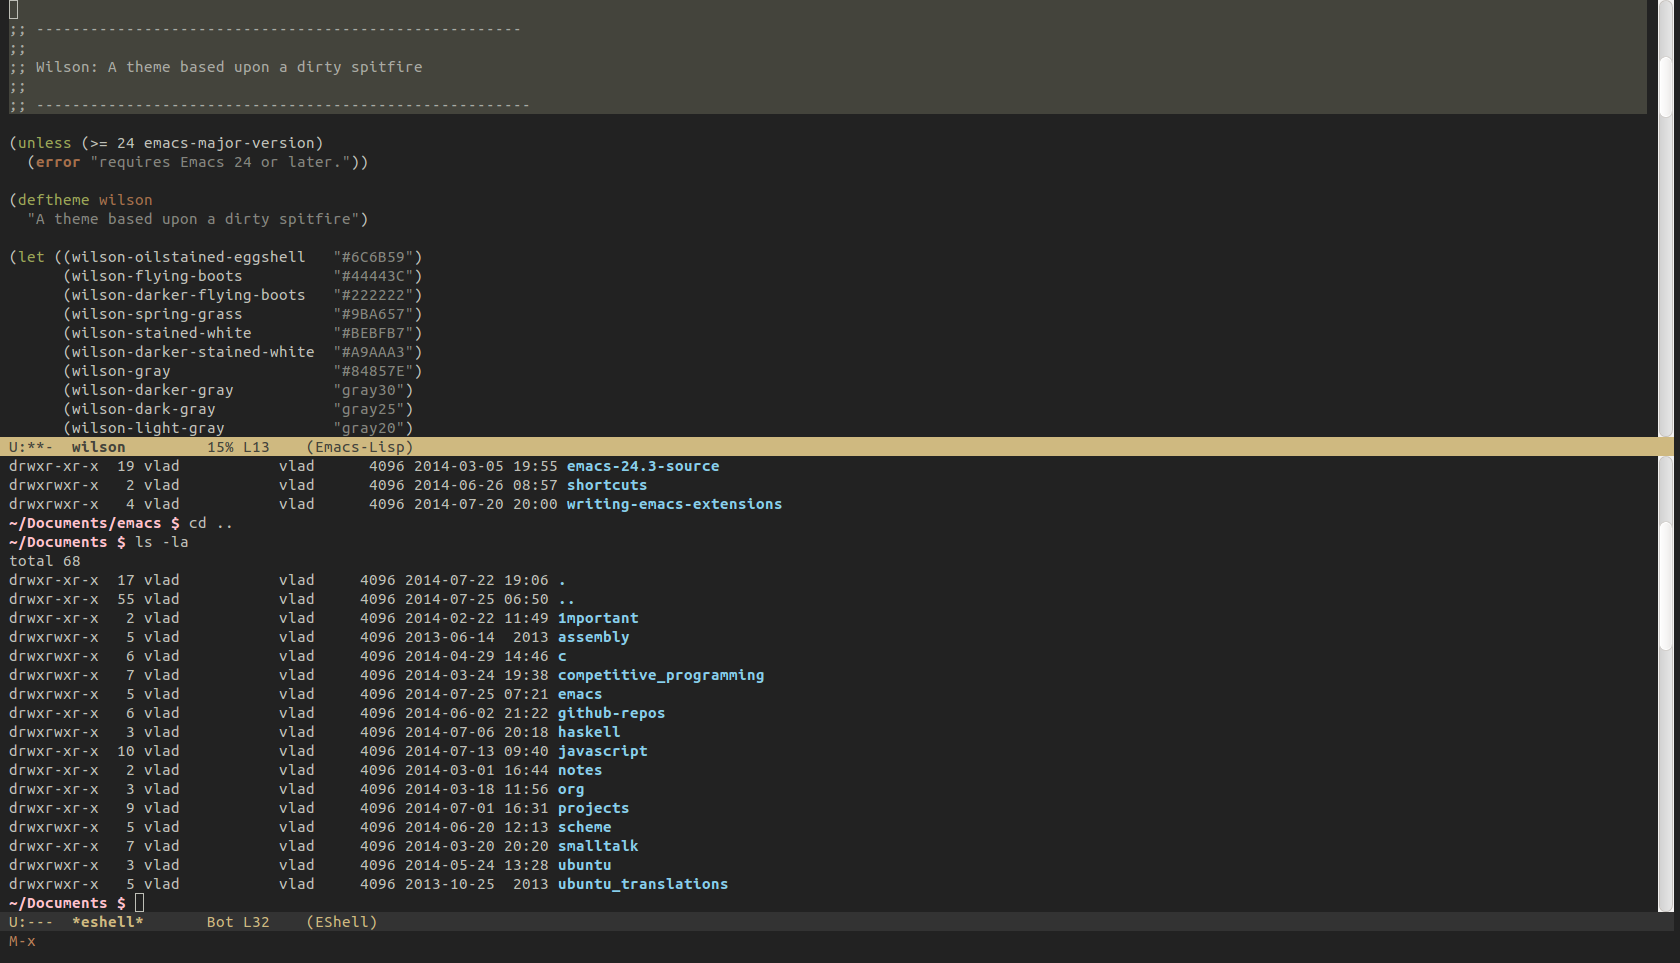 ;; ------------------------------------------------------
;;
;; Wilson: A theme based upon a dirty spitfire
;;
;; -------------------------------------------------------

(unless (>= 24 emacs-major-version)
  (error "requires Emacs 24 or later."))

(deftheme wilson
  "A theme based upon a dirty spitfire")

(let ((wilson-oilstained-eggshell   "#6C6B59")
      (wilson-flying-boots          "#44443C")
      (wilson-darker-flying-boots   "#222222")
      (wilson-spring-grass          "#9BA657")
      (wilson-stained-white         "#BEBFB7")
      (wilson-darker-stained-white  "#A9AAA3")
      (wilson-gray                  "#84857E")
      (wilson-darker-gray           "gray30")
      (wilson-dark-gray             "gray25")
      (wilson-light-gray            "gray20")
U:**-  wilson         15% L13    (Emacs-Lisp)
drwxr-xr-x  19 vlad           vlad      4096 2014-03-05 19:55 emacs-24.3-source
drwxrwxr-x   2 vlad           vlad      4096 2014-06-26 08:57 shortcuts
drwxrwxr-x   4 vlad           vlad      4096 2014-07-20 20:00 writing-emacs-extensions
~/Documents/emacs $ cd ..
~/Documents $ ls -la
total 68
drwxr-xr-x  17 vlad           vlad     4096 2014-07-22 19:06 .
drwxr-xr-x  55 vlad           vlad     4096 2014-07-25 06:50 ..
drwxr-xr-x   2 vlad           vlad     4096 2014-02-22 11:49 1mportant
drwxrwxr-x   5 vlad           vlad     4096 2013-06-14  2013 assembly
drwxrwxr-x   6 vlad           vlad     4096 2014-04-29 14:46 c
drwxrwxr-x   7 vlad           vlad     4096 2014-03-24 19:38 competitive_programming
drwxrwxr-x   5 vlad           vlad     4096 2014-07-25 07:21 emacs
drwxr-xr-x   6 vlad           vlad     4096 2014-06-02 21:22 github-repos
drwxrwxr-x   3 vlad           vlad     4096 2014-07-06 20:18 haskell
drwxr-xr-x  10 vlad           vlad     4096 2014-07-13 09:40 javascript
drwxr-xr-x   2 vlad           vlad     4096 2014-03-01 16:44 notes
drwxr-xr-x   3 vlad           vlad     4096 2014-03-18 11:56 org
drwxr-xr-x   9 vlad           vlad     4096 2014-07-01 16:31 projects
drwxrwxr-x   5 vlad           vlad     4096 2014-06-20 12:13 scheme
drwxr-xr-x   7 vlad           vlad     4096 2014-03-20 20:20 smalltalk
drwxrwxr-x   3 vlad           vlad     4096 2014-05-24 13:28 ubuntu
drwxrwxr-x   5 vlad           vlad     4096 2013-10-25  2013 ubuntu_translations
~/Documents $
U:---  *eshell*       Bot L32    (EShell)
M-x